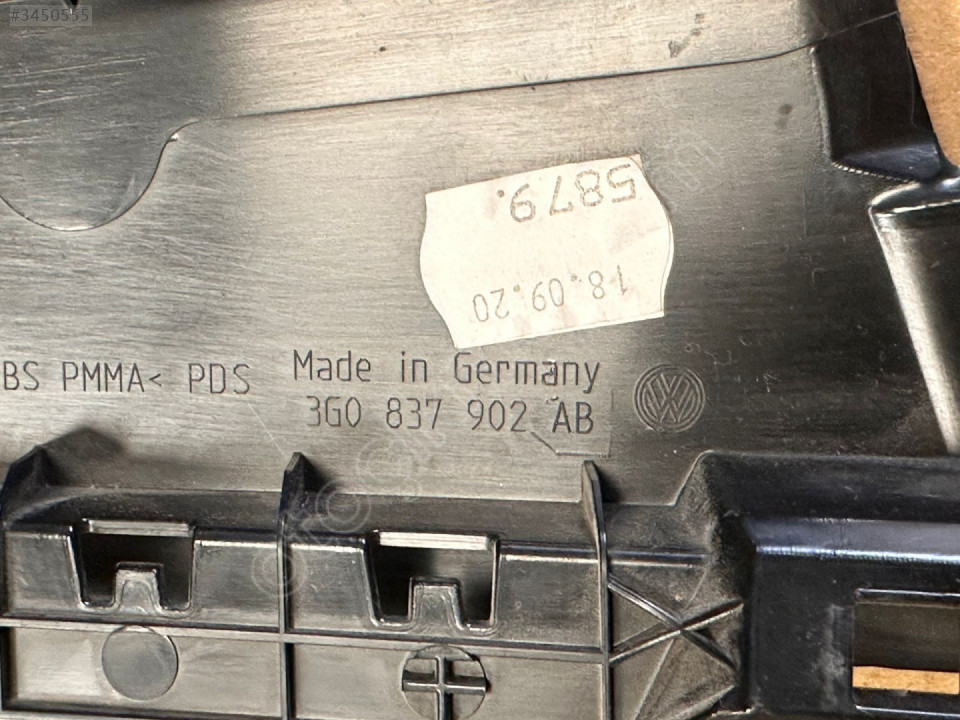 #3450555
5879.
18.09.20
BS PMMA< PDS
Made in Germany
3G0 837 902 AB